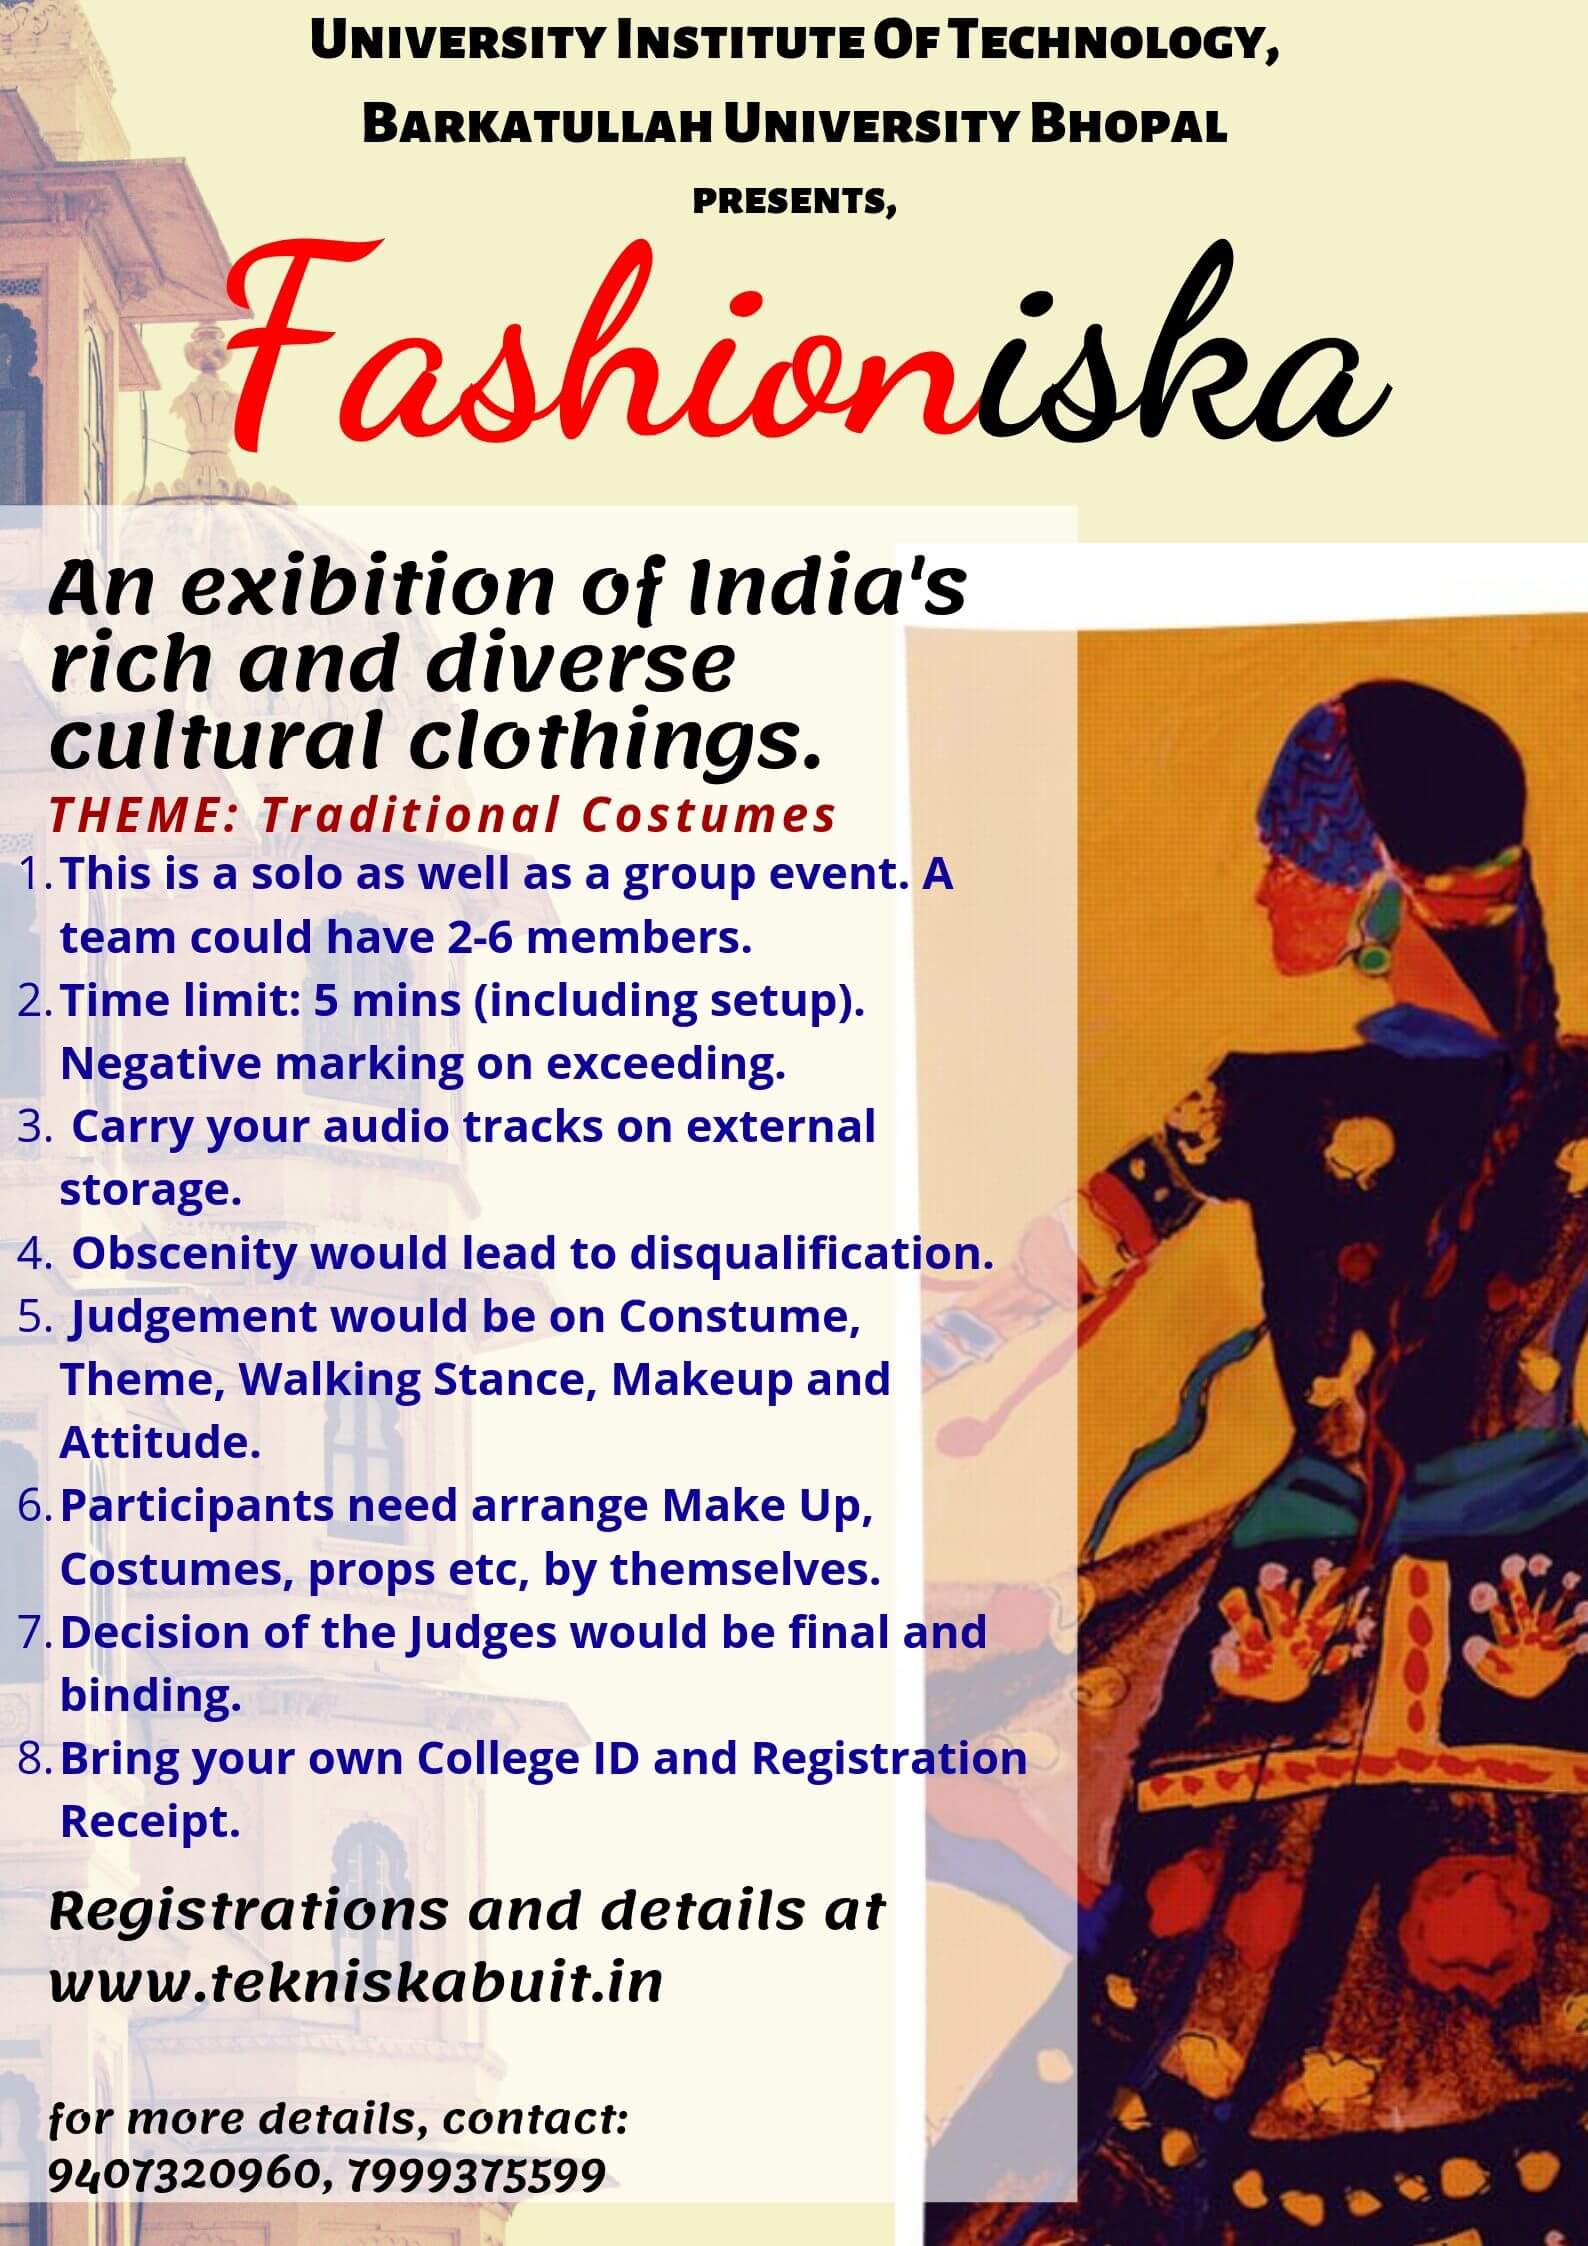 University Institute Of Technology,
Barkatullah University Bhopal
presents,
Fashioniska
An exibition of India's
rich and diverse
cultural clothings.
THEME: Traditional Costumes
1. This is a solo as well as a group event. A
team could have 2-6 members.
2. Time limit: 5 mins (including setup).
Negative marking on exceeding.
3. Carry your audio tracks on external
storage.
4. Obscenity would lead to disqualification.
5. Judgement would be on Constume,
Theme, Walking Stance, Makeup and
Attitude.
6. Participants need arrange Make Up,
Costumes, props etc, by themselves.
7. Decision of the Judges would be final and
binding.
8. Bring your own College ID and Registration
Receipt.
Registrations and details at
www.tekniskabuit.in
for more details, contact:
9407320960, 7999375599